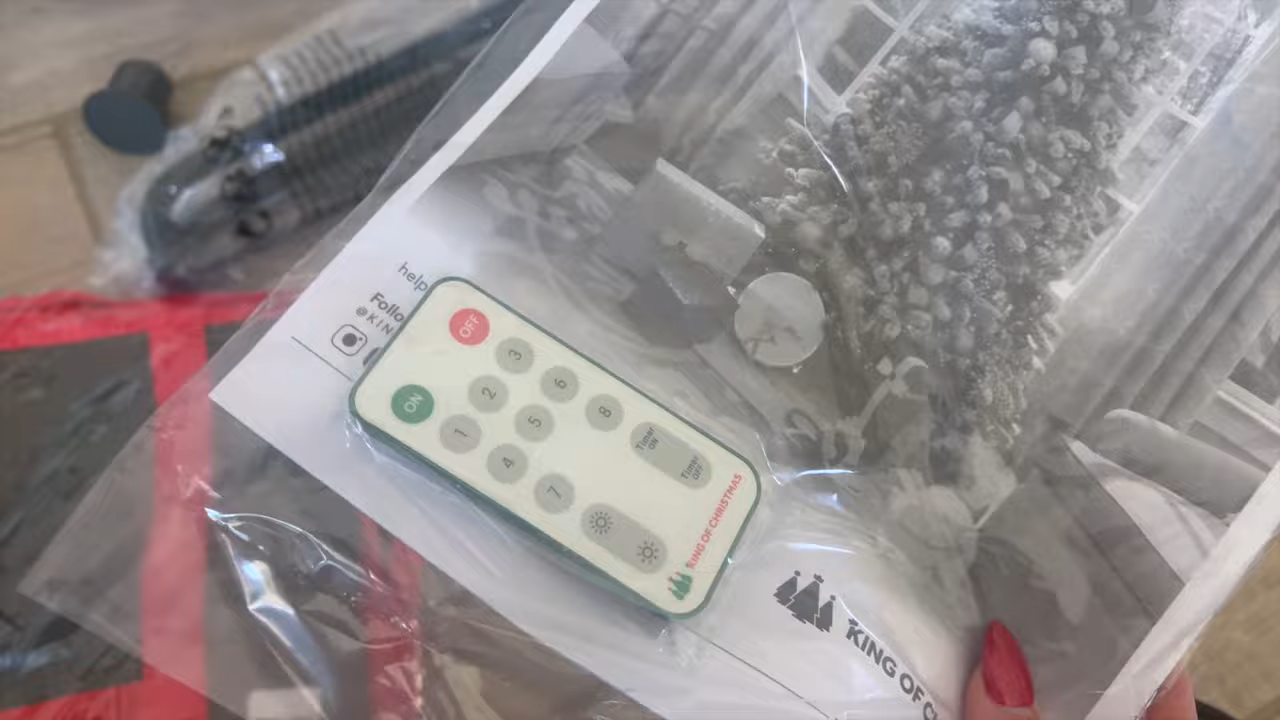 help
Follo
@KIN
OFF
ON
3
2
1
6
5
4
8
7
Timer
ON
Timer
OFF
KING OF CHRISTMAS
KING OF C